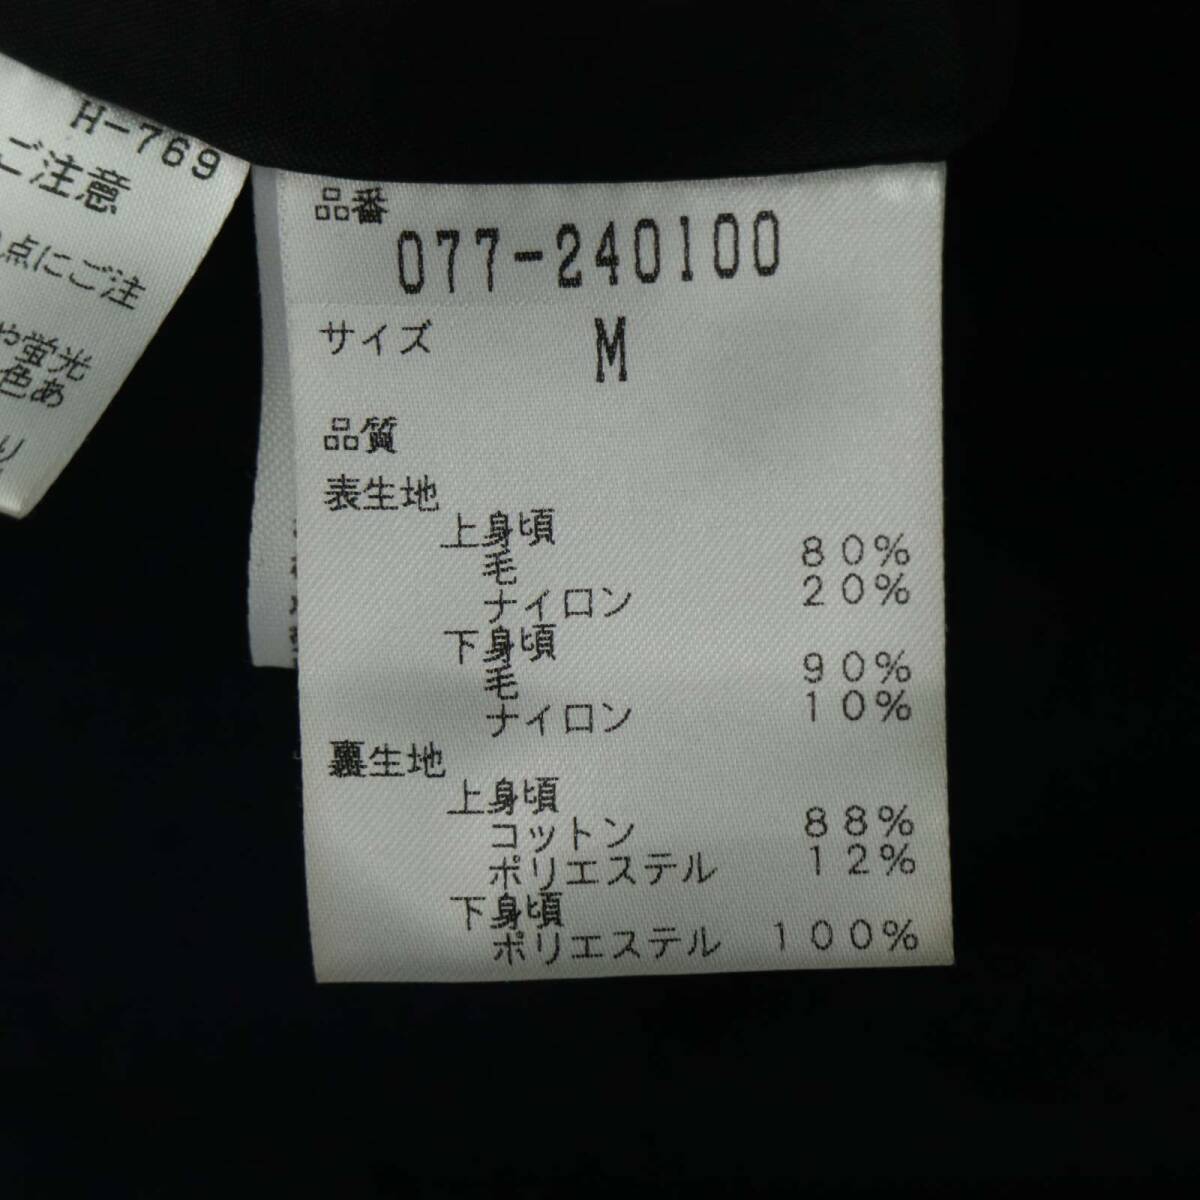 H-769
ご注意
点にご注
や蛍光
色あ
り
品番
077-240100
サイズ M
品質
表生地
上身頃
毛 80%
ナイロン 20%
下身頃
毛 90%
ナイロン 10%
裏生地
上身頃
コットン 88%
ポリエステル 12%
下身頃
ポリエステル 100%